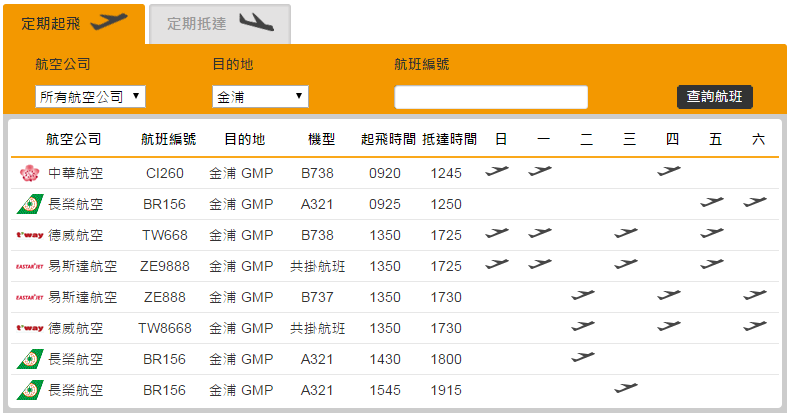 定期起飛 定期抵達
航空公司 目的地 航班編號
所有航空公司 金浦 查詢航班
航空公司 航班編號 目的地 機型 起飛時間 抵達時間 日 一 二 三 四 五 六
中華航空 CI260 金浦 GMP B738 0920 1245
長榮航空 BR156 金浦 GMP A321 0925 1250
t'way 德威航空 TW668 金浦 GMP B738 1350 1725
EASTAR JET 易斯達航空 ZE9888 金浦 GMP 共掛航班 1350 1725
EASTAR JET 易斯達航空 ZE888 金浦 GMP B737 1350 1730
t'way 德威航空 TW8668 金浦 GMP 共掛航班 1350 1730
長榮航空 BR156 金浦 GMP A321 1430 1800
長榮航空 BR156 金浦 GMP A321 1545 1915